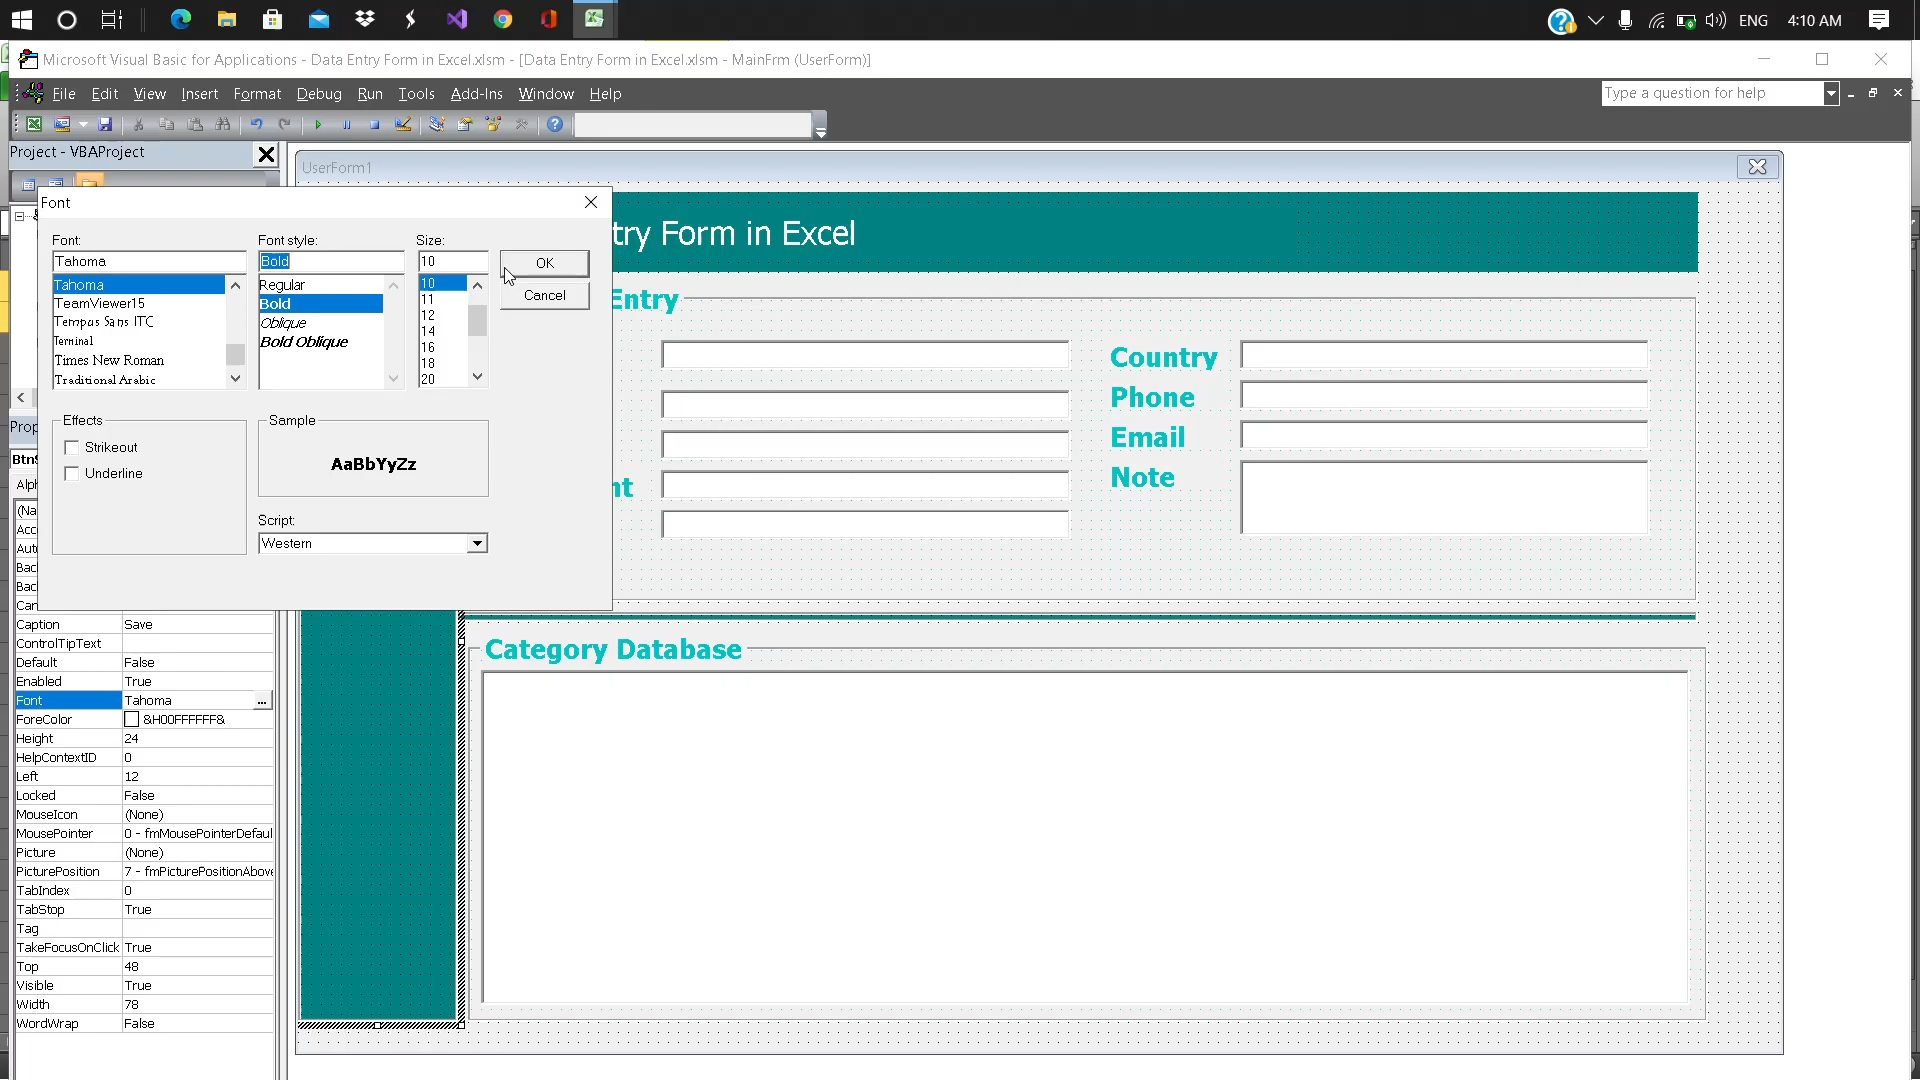 ENG
4:10 AM
Microsoft Visual Basic for Applications - Data Entry Form in Excel.xlsm - [Data Entry Form in Excel.xlsm - MainFrm (UserForm)]
File Edit View Insert Format Debug Run Tools Add-Ins Window Help
Type a question for help
Project - VBAProject
UserForm1
Font
Font:
Font style:
Size:
Tahoma
Bold
10
OK
Cancel
Tahoma
TeamViewer15
Tempus Sans ITC
Terminal
Times New Roman
Traditional Arabic
Regular
Bold
Oblique
Bold Oblique
10
11
12
14
16
18
20
Effects
Strikeout
Underline
Sample
AaBbYyZz
Script:
Western
try Form in Excel
Entry
nt
Country
Phone
Email
Note
Category Database
Prop
Alph
(Na
Acc
Aut
Bac
Bac
Can
Caption Save
ControlTipText
Default False
Enabled True
Font Tahoma ...
ForeColor &H00FFFFFF&
Height 24
HelpContextID 0
Left 12
Locked False
MouseIcon (None)
MousePointer 0 - fmMousePointerDefaul
Picture (None)
PicturePosition 7 - fmPicturePositionAbove
TabIndex 0
TabStop True
Tag
TakeFocusOnClick True
Top 48
Visible True
Width 78
WordWrap False